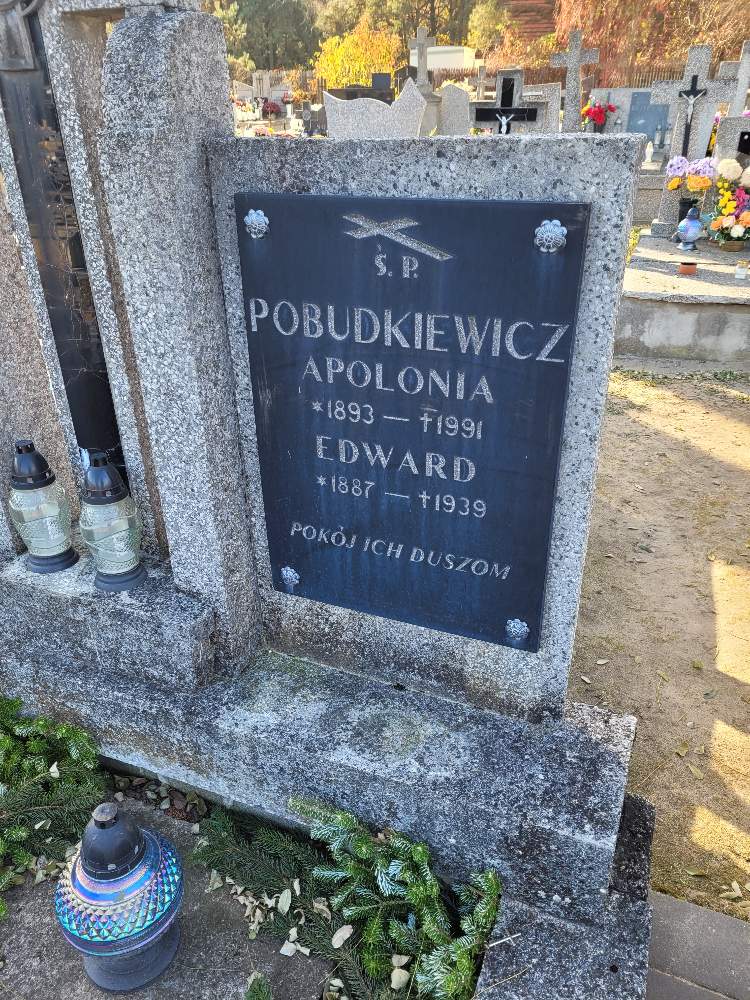 Ś. P.
POBUDKIEWICZ
APOLONIA
*1893 — †1991
EDWARD
*1887 — †1939
POKÓJ ICH DUSZOM